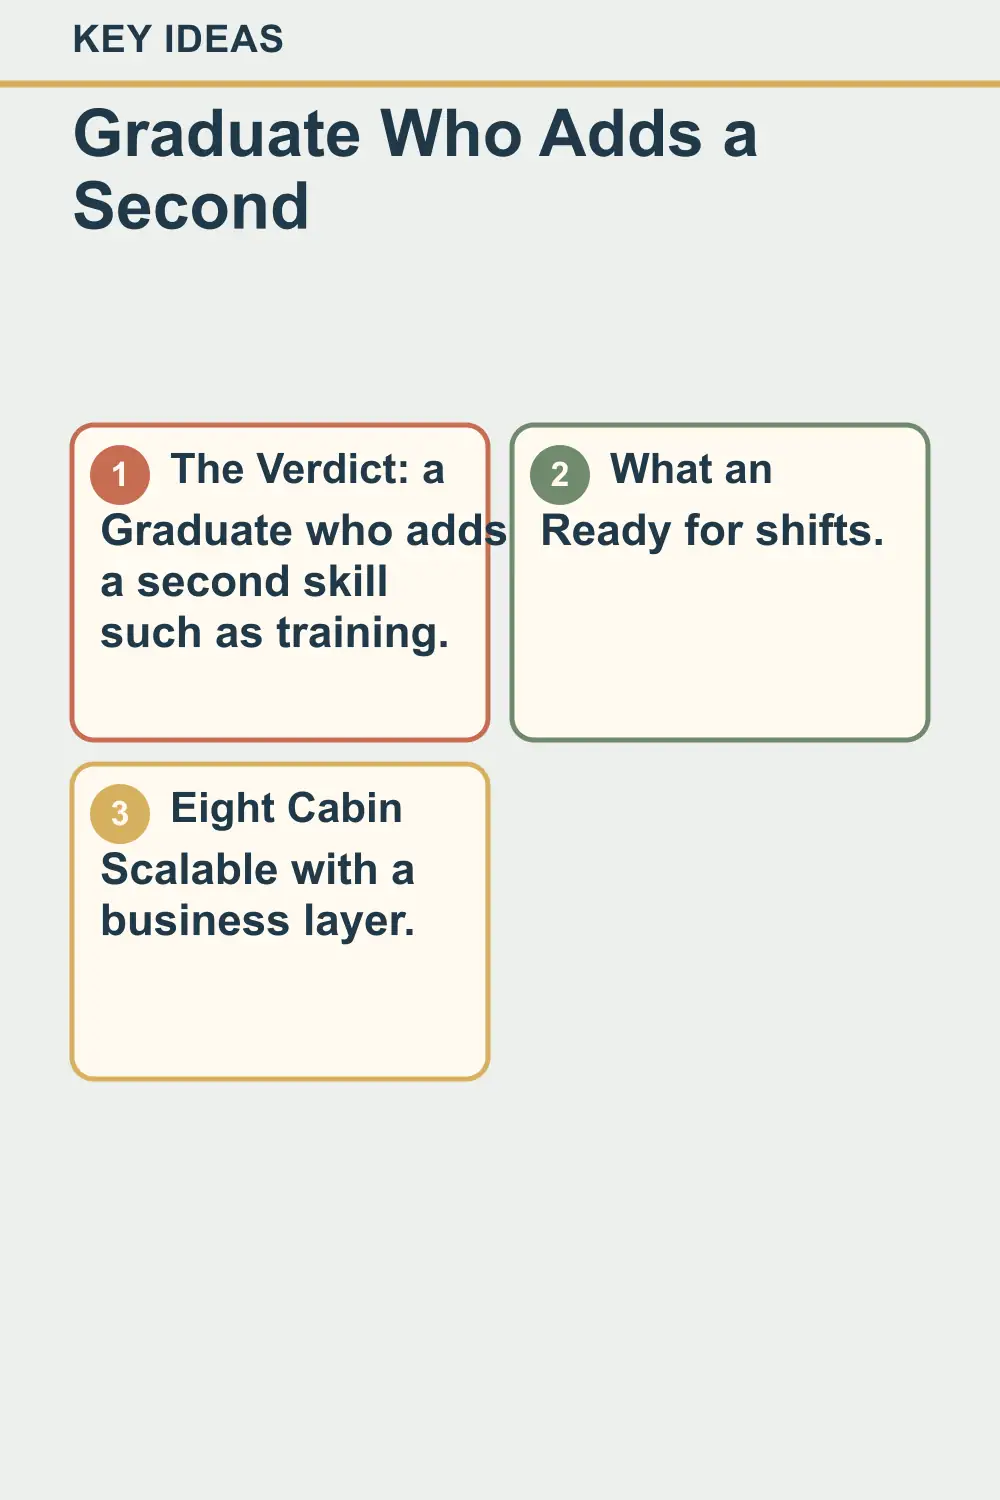 KEY IDEAS
Graduate Who Adds a
Second
1 The Verdict: a
Graduate who adds
a second skill
such as training.
2 What an
Ready for shifts.
3 Eight Cabin
Scalable with a
business layer.